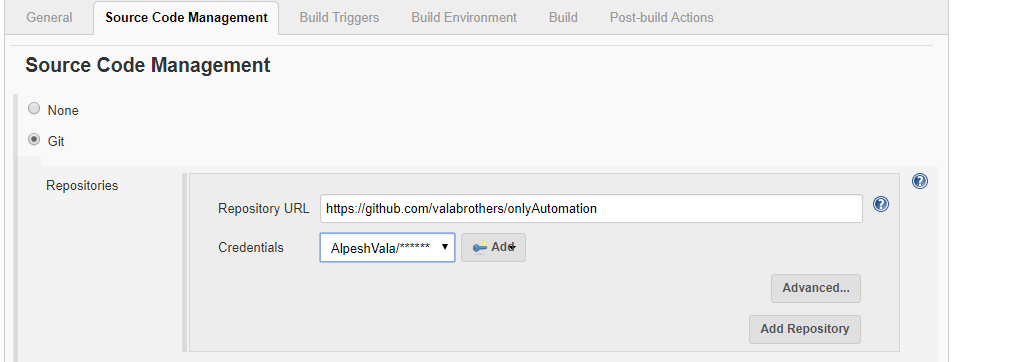 General Source Code Management Build Triggers Build Environment Build Post-build Actions
Source Code Management
None
Git
Repositories
Repository URL https://github.com/valabrothers/onlyAutomation
Credentials AlpeshVala/****** Add
Advanced...
Add Repository